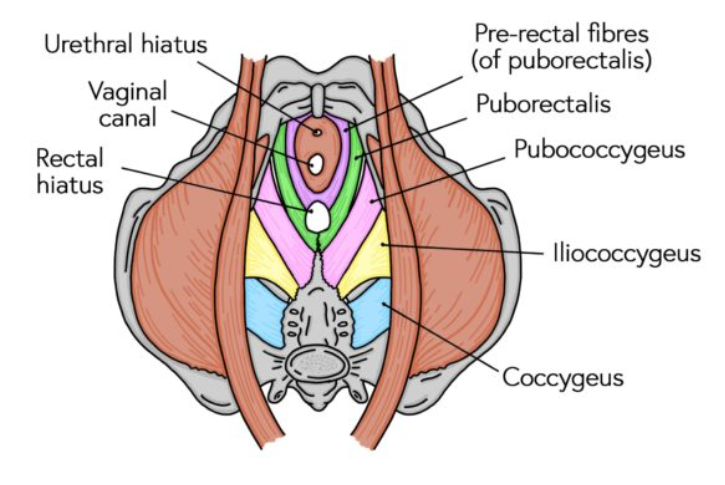 Urethral hiatus
Vaginal
canal
Rectal
hiatus
Pre-rectal fibres
(of puborectalis)
Puborectalis
Pubococcygeus
Iliococcygeus
Coccygeus